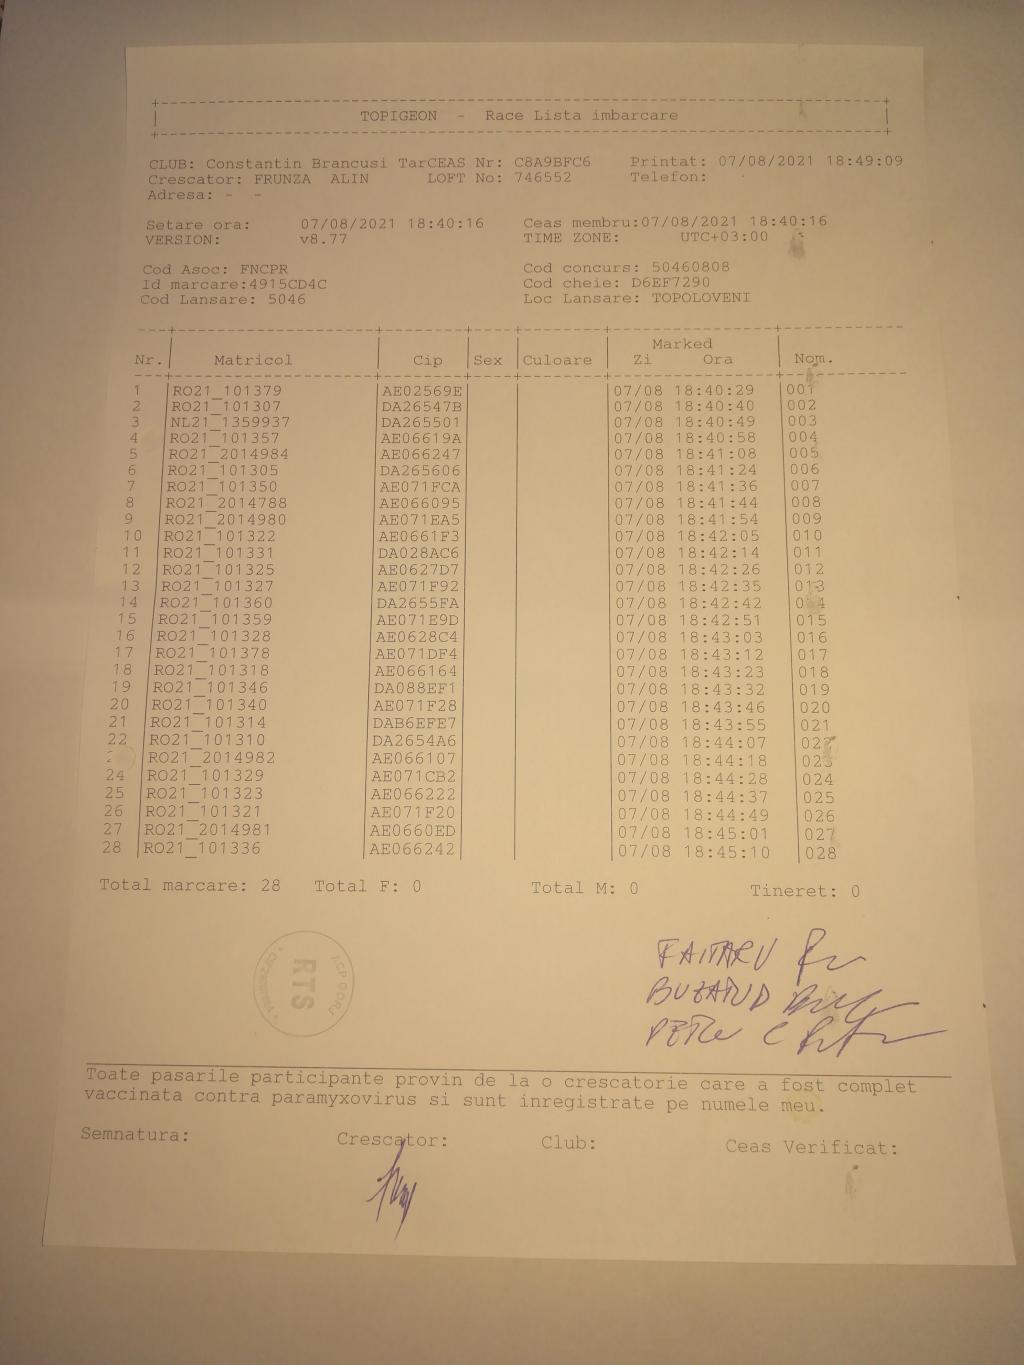 TOPIGEON - Race Lista imbarcare
CLUB: Constantin Brancusi TarCEAS Nr: C8A9BFC6 Printat: 07/08/2021 18:49:09
Crescator: FRUNZA ALIN LOFT No: 746552 Telefon:
Adresa: - -
Setare ora: 07/08/2021 18:40:16 Ceas membru:07/08/2021 18:40:16
VERSION: v8.77 TIME ZONE: UTC+03:00
Cod Asoc: FNCPR Cod concurs: 50460808
Id marcare:4915CD4C Cod cheie: D6EF7290
Cod Lansare: 5046 Loc Lansare: TOPOLOVENI
Marked
Nr. Matricol Cip Sex Culoare Zi Ora Nom.
1 RO21_101379 AE02569E 07/08 18:40:29 001
2 RO21_101307 DA26547B 07/08 18:40:40 002
3 NL21_1359937 DA265501 07/08 18:40:49 003
4 RO21_101357 AE06619A 07/08 18:40:58 004
5 RO21_2014984 AE066247 07/08 18:41:08 005
6 RO21_101305 DA265606 07/08 18:41:24 006
7 RO21_101350 AE071FCA 07/08 18:41:36 007
8 RO21_2014788 AE066095 07/08 18:41:44 008
9 RO21_2014980 AE071EA5 07/08 18:41:54 009
10 RO21_101322 AE0661F3 07/08 18:42:05 010
11 RO21_101331 DA028AC6 07/08 18:42:14 011
12 RO21_101325 AE0627D7 07/08 18:42:26 012
13 RO21_101327 AE071F92 07/08 18:42:35 013
14 RO21_101360 DA2655FA 07/08 18:42:42 014
15 RO21_101359 AE071E9D 07/08 18:42:51 015
16 RO21_101328 AE0628C4 07/08 18:43:03 016
17 RO21_101378 AE071DF4 07/08 18:43:12 017
18 RO21_101318 AE066164 07/08 18:43:23 018
19 RO21_101346 DA088EF1 07/08 18:43:32 019
20 RO21_101340 AE071F28 07/08 18:43:46 020
21 RO21_101314 DAB6EFE7 07/08 18:43:55 021
22 RO21_101310 DA2654A6 07/08 18:44:07 022
RO21_2014982 AE066107 07/08 18:44:18 023
24 RO21_101329 AE071CB2 07/08 18:44:28 024
25 RO21_101323 AE066222 07/08 18:44:37 025
26 RO21_101321 AE071F20 07/08 18:44:49 026
27 RO21_2014981 AE0660ED 07/08 18:45:01 027
28 RO21_101336 AE066242 07/08 18:45:10 028
Total marcare: 28 Total F: 0 Total M: 0 Tineret: 0
ACP GORJ
RTS
BUZATU
PETRU C
Toate pasarile participante provin de la o crescatorie care a fost complet
vaccinata contra paramyxovirus si sunt inregistrate pe numele meu.
Semnatura: Crescator: Club: Ceas Verificat: